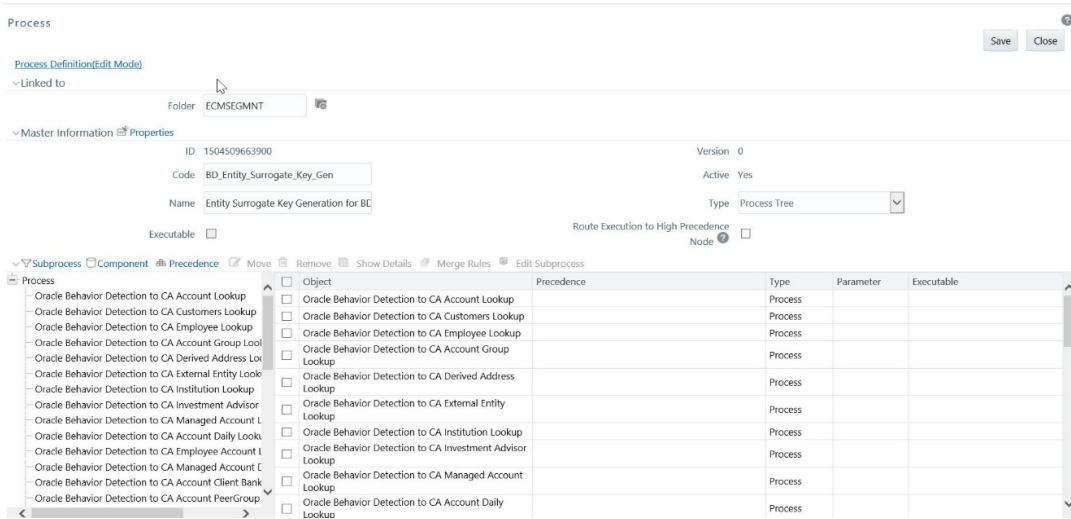 Process
Save Close
Process Definition(Edit Mode)
Linked to
Folder ECMSEGMNT
Master Information Properties
ID 1504509663900 Version 0
Code BD_Entity_Surrogate_Key_Gen Active Yes
Name Entity Surrogate Key Generation for BD Type Process Tree
Executable Route Execution to High Precedence
Node
Subprocess Component Precedence Move Remove Show Details Merge Rules Edit Subprocess
Process
Oracle Behavior Detection to CA Account Lookup
Oracle Behavior Detection to CA Customers Lookup
Oracle Behavior Detection to CA Employee Lookup
Oracle Behavior Detection to CA Account Group Lool
Oracle Behavior Detection to CA Derived Address Loo
Oracle Behavior Detection to CA External Entity Look
Oracle Behavior Detection to CA Institution Lookup
Oracle Behavior Detection to CA Investment Advisor
Oracle Behavior Detection to CA Managed Account L
Oracle Behavior Detection to CA Account Daily Looku
Oracle Behavior Detection to CA Employee Account L
Oracle Behavior Detection to CA Managed Account D
Oracle Behavior Detection to CA Account Client Bank
Oracle Behavior Detection to CA Account PeerGroup
Object Precedence Type Parameter Executable
Oracle Behavior Detection to CA Account Lookup Process
Oracle Behavior Detection to CA Customers Lookup Process
Oracle Behavior Detection to CA Employee Lookup Process
Oracle Behavior Detection to CA Account Group
Lookup Process
Oracle Behavior Detection to CA Derived Address
Lookup Process
Oracle Behavior Detection to CA External Entity
Lookup Process
Oracle Behavior Detection to CA Institution Lookup Process
Oracle Behavior Detection to CA Investment Advisor
Lookup Process
Oracle Behavior Detection to CA Managed Account
Lookup Process
Oracle Behavior Detection to CA Account Daily
Lookup Process